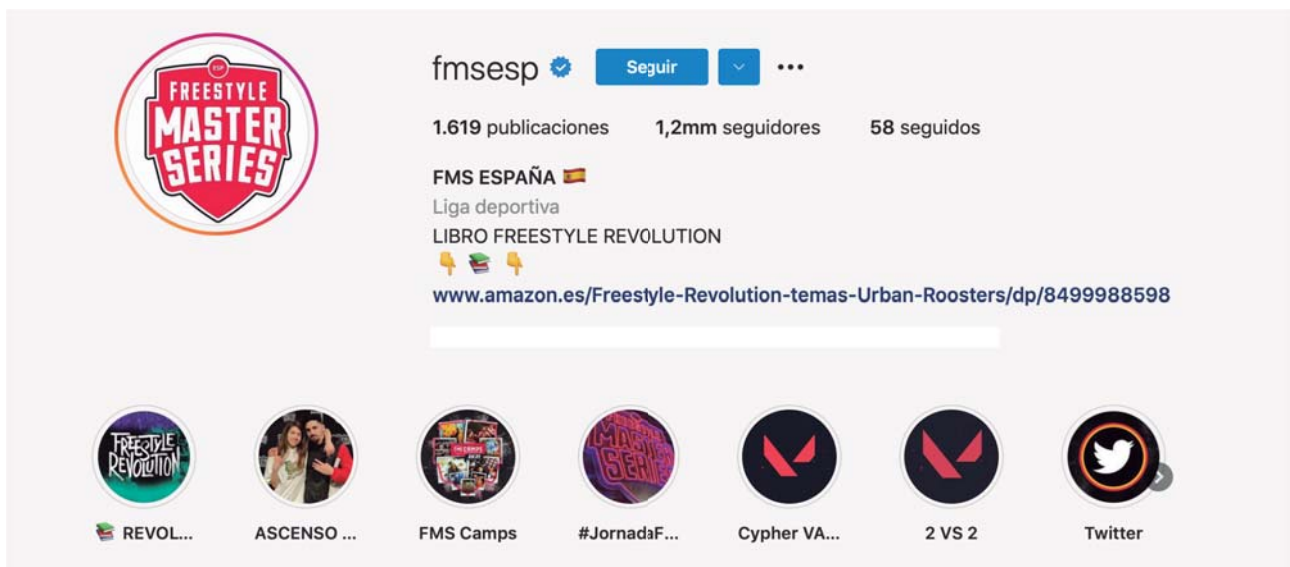 ESP
FREESTYLE
MASTER
SERIES
fmsesp
Seguir
1.619 publicaciones 1,2mm seguidores 58 seguidos
FMS ESPAÑA 🇪🇸
Liga deportiva
LIBRO FREESTYLE REV0LUTION
👇 📚 👇
www.amazon.es/Freestyle-Revolution-temas-Urban-Roosters/dp/8499988598
FREESTYLE
REVOLUTION
MASTER
SERIE
📚 REVOL... ASCENSO ... FMS Camps #JornadaF... Cypher VA... 2 VS 2 Twitter